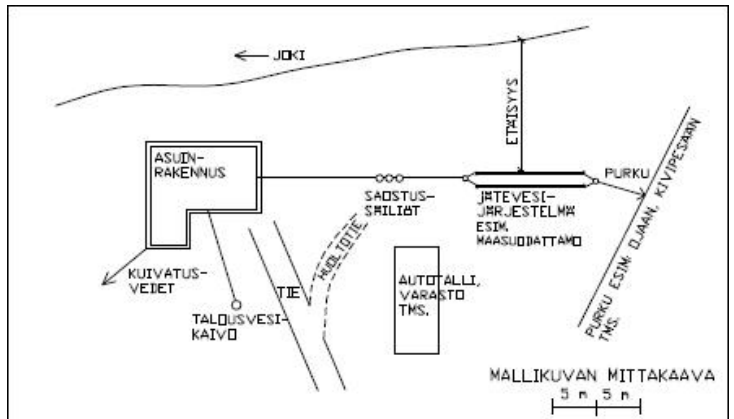 JOKI
ETÄISYYS
ASUIN-
RAKENNUS
SAOSTUS-
SÄILIÖT
JÄTEVESI-
JÄRJESTELMÄ
ESIM.
MAASUODATTAMO
PURKU
PURKU ESIM: OJAAN, KIVIPESÄÄN
TMS.
KUIVATUS-
VEDET
TALOUSVESI-
KAIVO
TIE
HUOLTOTIE
AUTOTALLI,
VARASTO
TMS.
MALLIKUVAN MITTAKAAVA
5 m 5 m